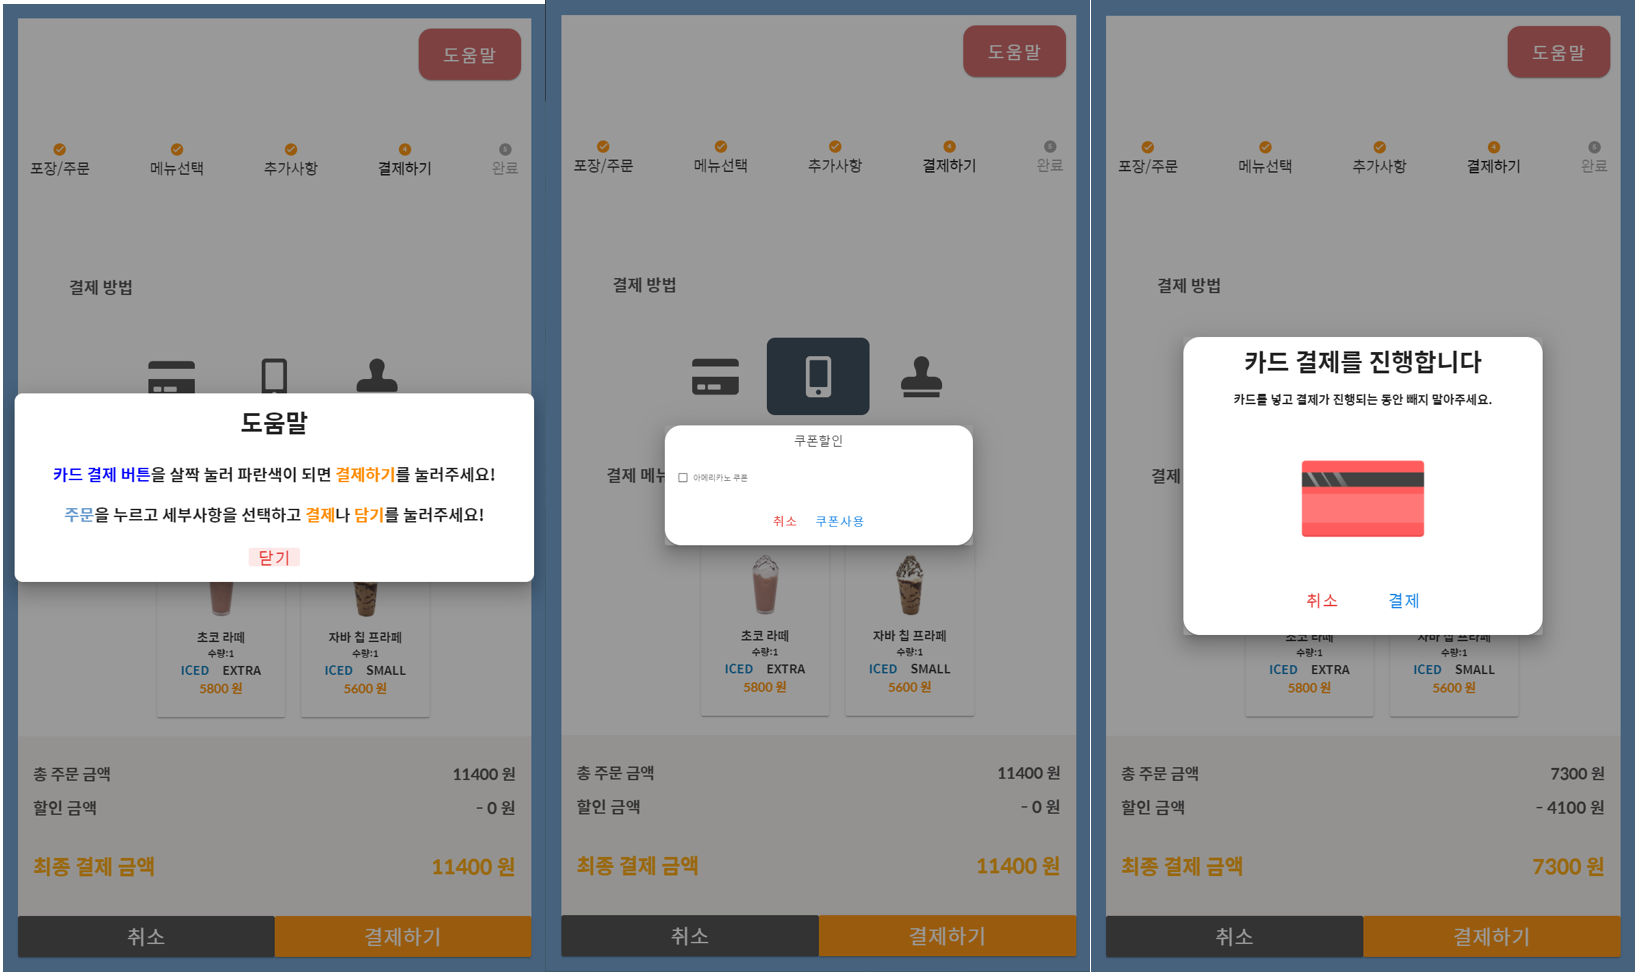 도움말
포장/주문
메뉴선택
추가사항
4
결제하기
5
완료
결제 방법
도움말
카드 결제 버튼을 살짝 눌러 파란색이 되면 결제하기를 눌러주세요!
주문을 누르고 세부사항을 선택하고 결제나 담기를 눌러주세요!
닫기
초코 라떼
수량:1
ICED EXTRA
5800 원
자바 칩 프라페
수량:1
ICED SMALL
5600 원
총 주문 금액 11400 원
할인 금액 - 0 원
최종 결제 금액 11400 원
취소
결제하기
도움말
포장/주문
메뉴선택
추가사항
4
결제하기
5
완료
결제 방법
결제 메뉴
쿠폰할인
아메리카노 쿠폰
취소 쿠폰사용
초코 라떼
수량:1
ICED EXTRA
5800 원
자바 칩 프라페
수량:1
ICED SMALL
5600 원
총 주문 금액 11400 원
할인 금액 - 0 원
최종 결제 금액 11400 원
취소
결제하기
도움말
포장/주문
메뉴선택
추가사항
4
결제하기
5
완료
결제 방법
결제
카드 결제를 진행합니다
카드를 넣고 결제가 진행되는 동안 빼지 말아주세요.
취소 결제
초코 라떼
수량:1
ICED EXTRA
5800 원
자바 칩 프라페
수량:1
ICED SMALL
5600 원
총 주문 금액 7300 원
할인 금액 - 4100 원
최종 결제 금액 7300 원
취소
결제하기